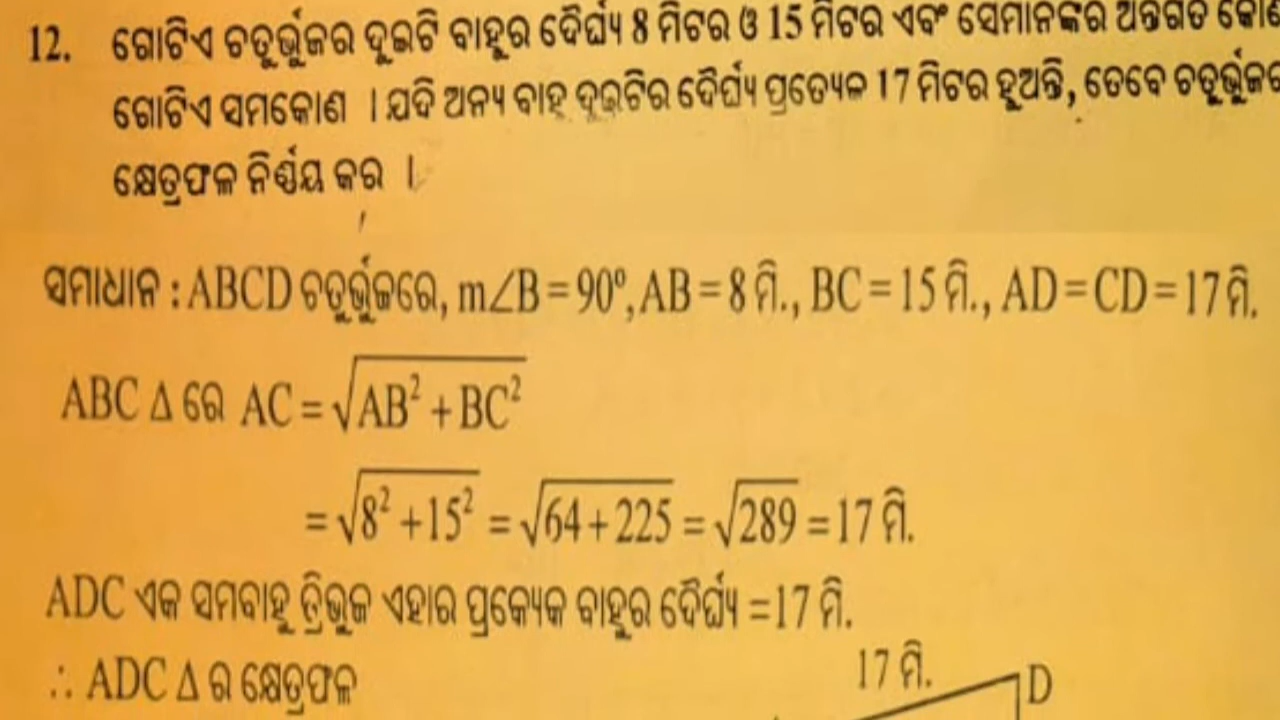 12. ଗୋଟିଏ ଚତୁର୍ଭୁଜର ଦୁଇଟି ବାହୁର ଦୈର୍ଘ୍ୟ 8 ମିଟର ଓ 15 ମିଟର ଏବଂ ସେମାନଙ୍କର ଅନ୍ତର୍ଗତ
ଗୋଟିଏ ସମକୋଣ । ଯଦି ଅନ୍ୟ ବାହୁ ଦୁଇଟିର ଦୈର୍ଘ୍ୟ ପ୍ରତ୍ୟେକ 17 ମିଟର ହୁଅନ୍ତି, ତେବେ
କ୍ଷେତ୍ରଫଳ ନିର୍ଣ୍ଣୟ କର ।
ସମାଧାନ : ABCD ଚତୁର୍ଭୁଜରେ, m∠B = 90°, AB = 8 ମି., BC = 15 ମି., AD = CD = 17 ମି.
ABC Δ ରେ AC = √(AB² + BC²)
= √(8² + 15²) = √(64 + 225) = √289 = 17 ମି.
ADC ଏକ ସମବାହୁ ତ୍ରିଭୁଜ ଏହାର ପ୍ରକ୍ୟେକ ବାହୁର ଦୈର୍ଘ୍ୟ = 17 ମି.
∴ ADC Δ ର କ୍ଷେତ୍ରଫଳ
17 ମି. D